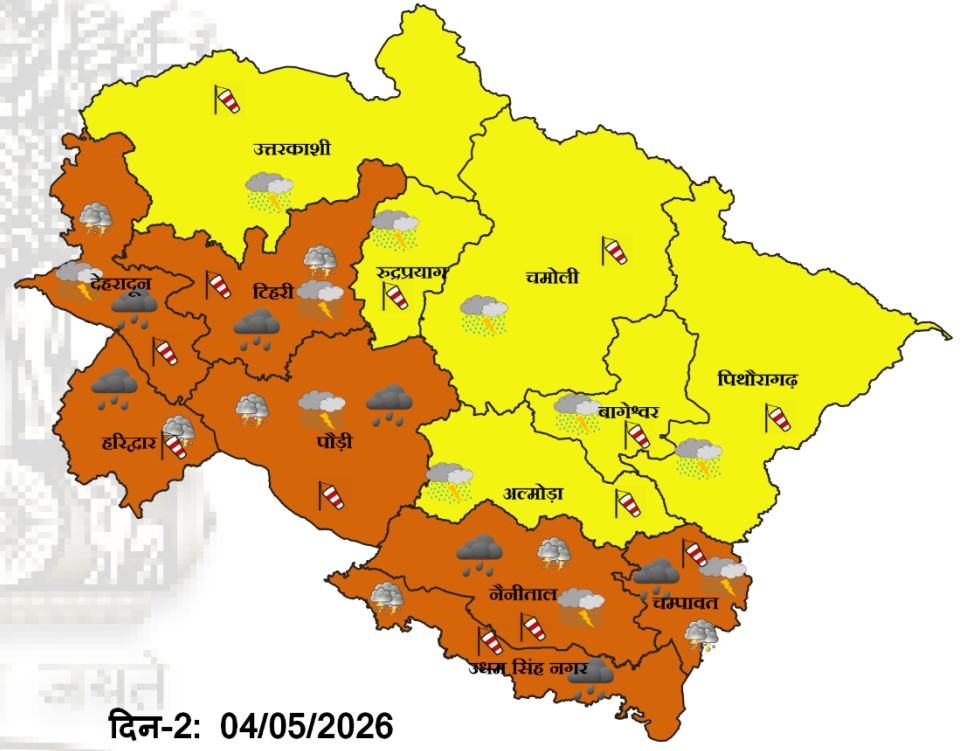 उत्तरकाशी
देहरादून
टिहरी
रुद्रप्रयाग
चमोली
पिथौरागढ़
बागेश्वर
हरिद्वार
पौड़ी
अल्मोड़ा
नैनीताल
चम्पावत
उधम सिंह नगर
दिन-2: 04/05/2026